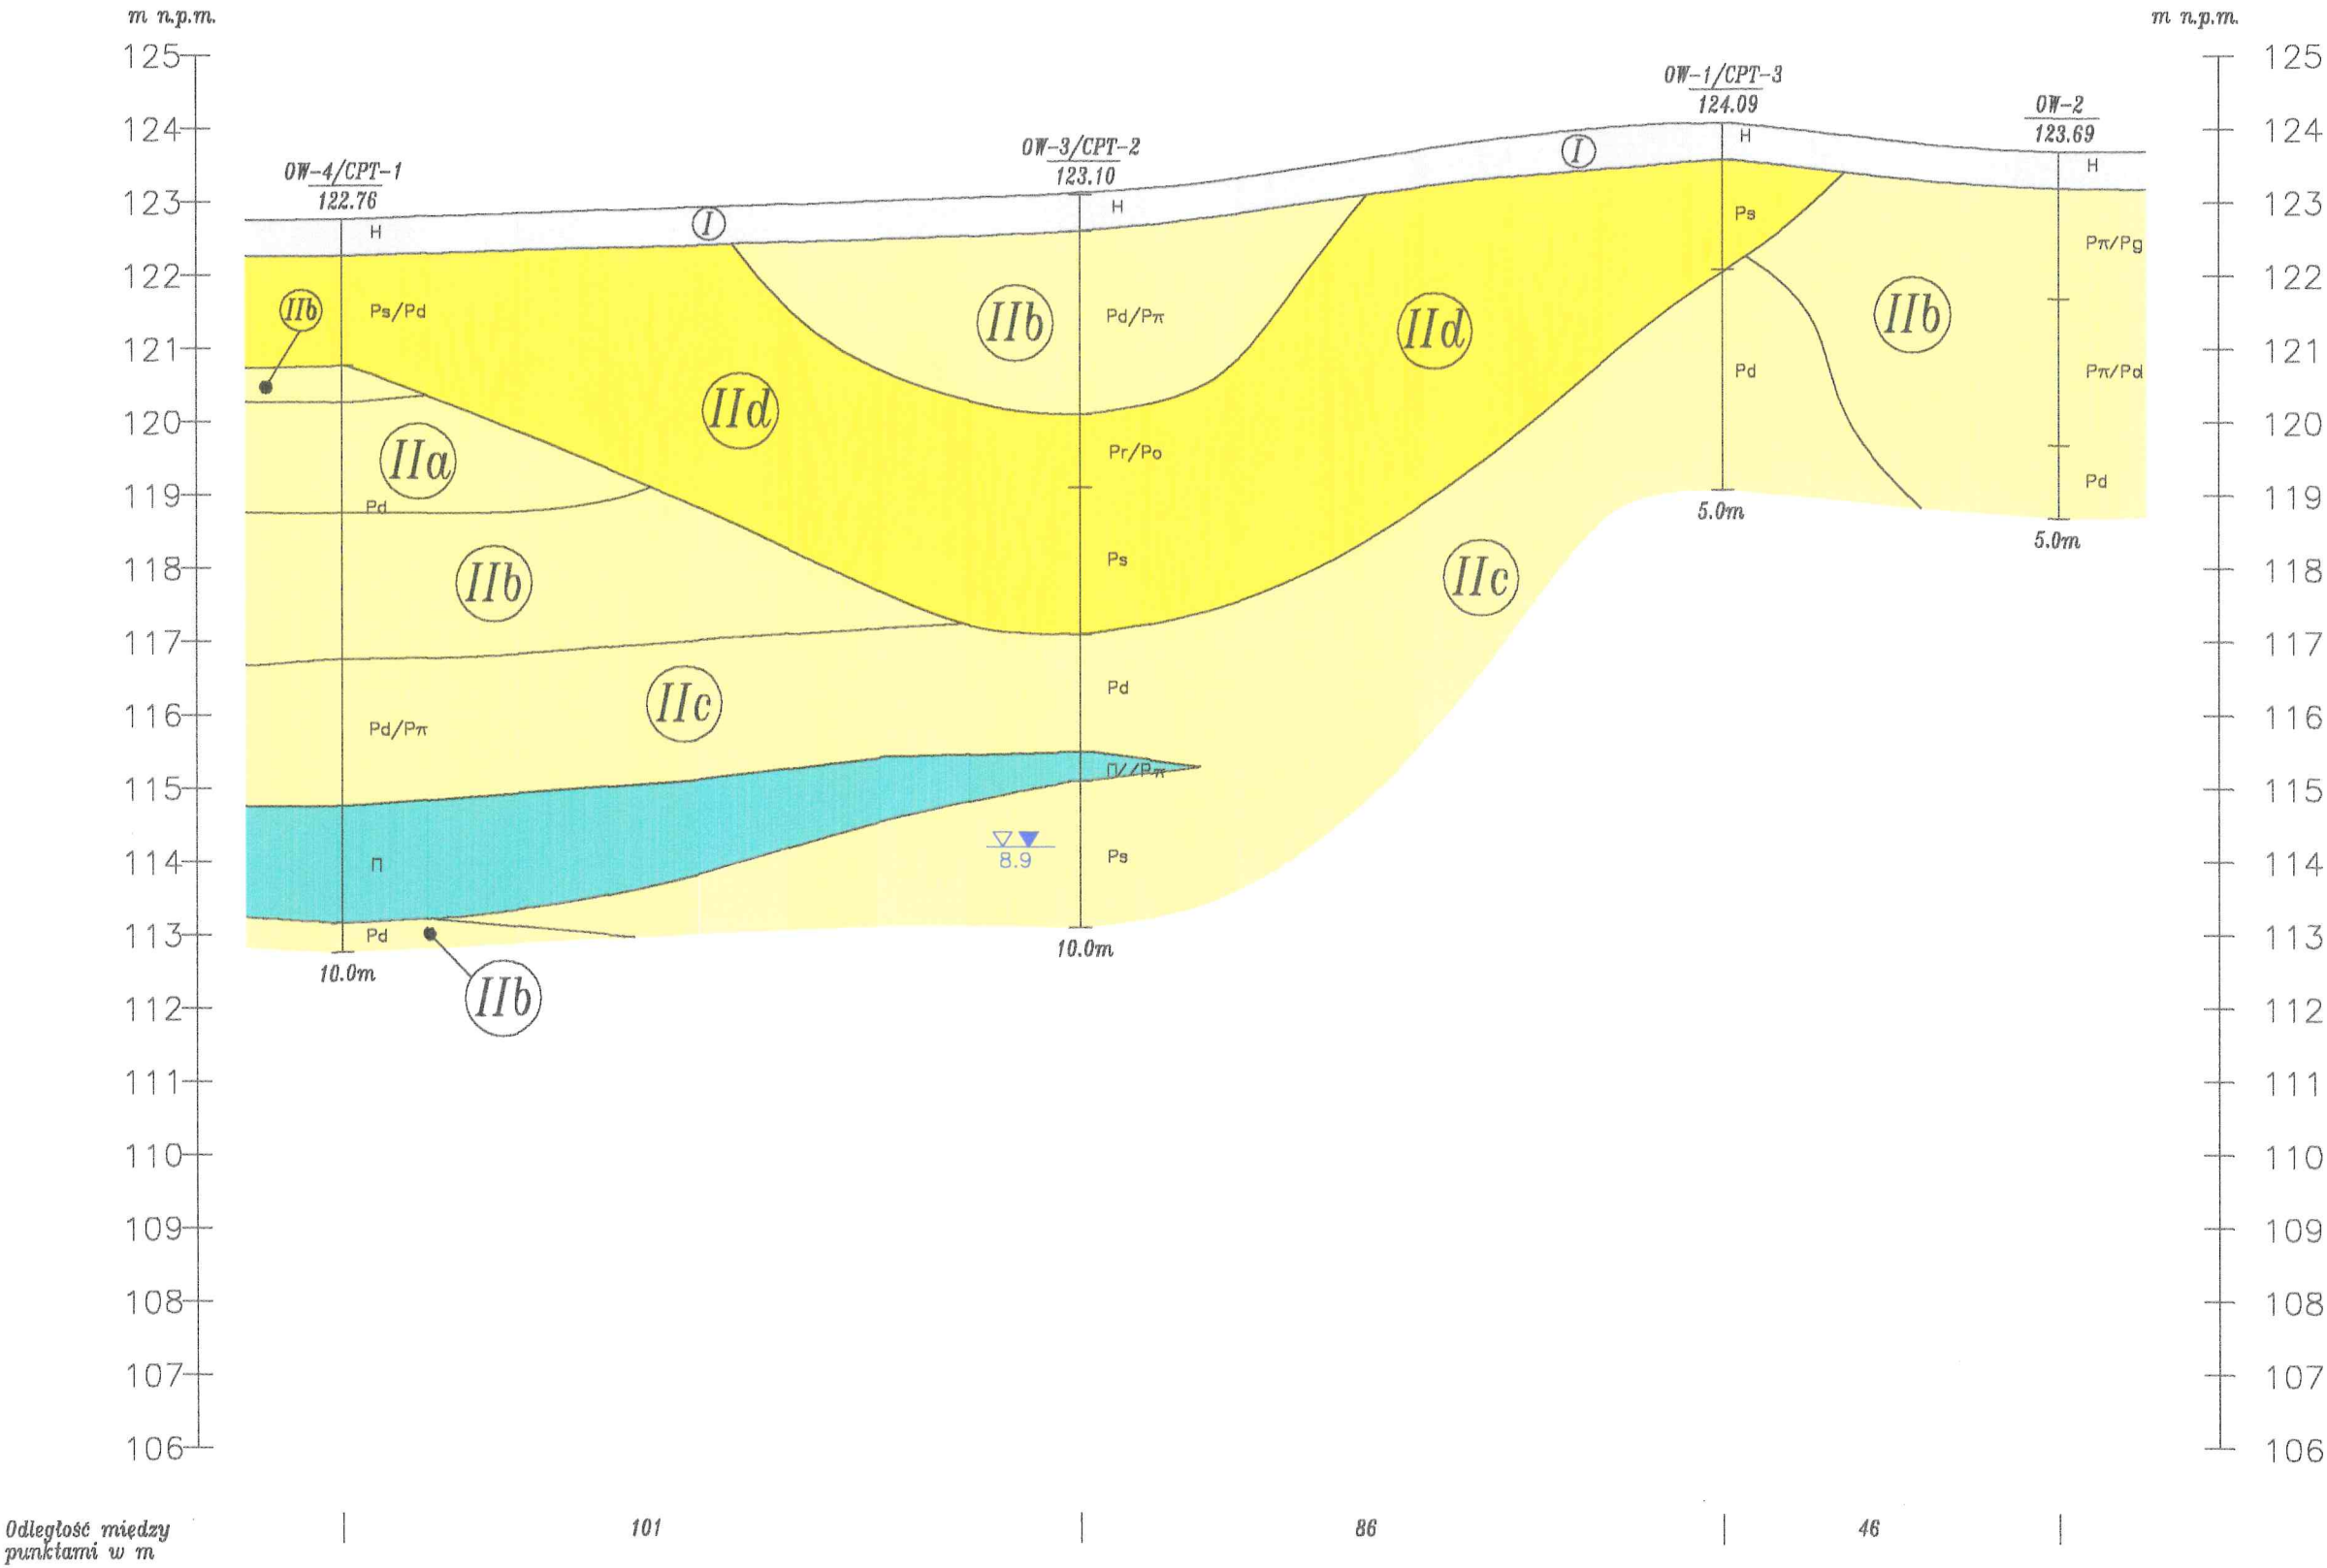 m n.p.m.
m n.p.m.
125
125
OW-1/CPT-3
124.09
OW-2
123.69
124
124
H
I
H
OW-3/CPT-2
123.10
OW-4/CPT-1
122.76
123
123
H
I
H
Ps
Pπ/Pg
122
122
IIb
Ps/Pd
IIb
Pd/Pπ
IId
IIb
121
121
IId
Pd
Pπ/Pd
120
120
IIa
Pr/Po
Pd
119
119
Pd
5.0m
5.0m
118
118
IIb
Ps
IIc
117
117
IIc
Pd
116
116
Pd/Pπ
Π//Pπ
115
115
114
114
Π
8.9
Ps
113
113
Pd
10.0m
10.0m
IIb
112
112
111
111
110
110
109
109
108
108
107
107
106
106
Odległość między
punktami w m
101
86
46